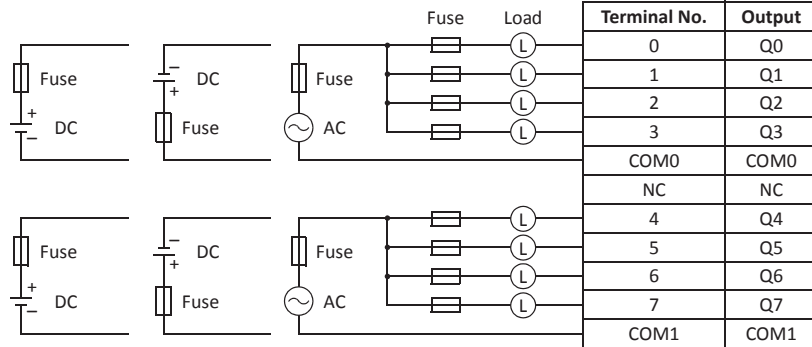 Fuse Load Terminal No. Output
0 Q0
Fuse DC Fuse 1 Q1
2 Q2
+ – + DC Fuse AC 3 Q3
– DC COM0 COM0
NC NC
4 Q4
Fuse DC Fuse 5 Q5
6 Q6
+ – + DC Fuse AC 7 Q7
– COM1 COM1
L
L
L
L
L
L
L
L